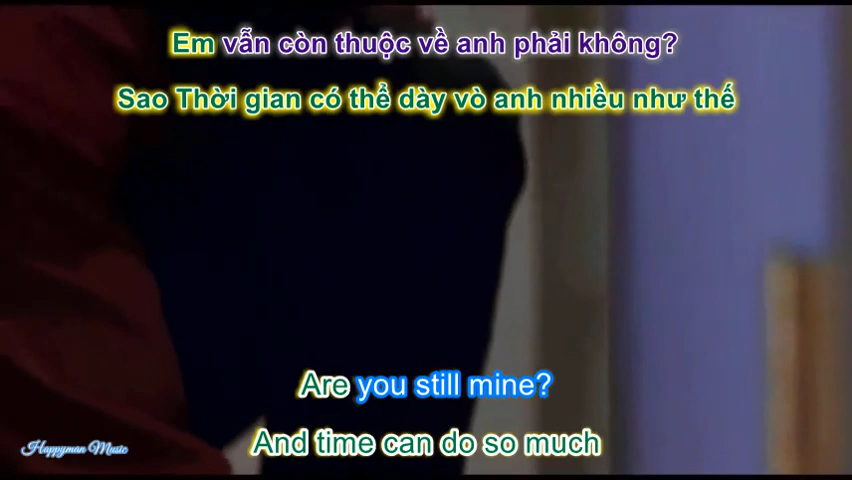 Em vẫn còn thuộc về anh phải không?
Sao Thời gian có thể dày vò anh nhiều như thế
Are you still mine?
And time can do so much
Happyman Music